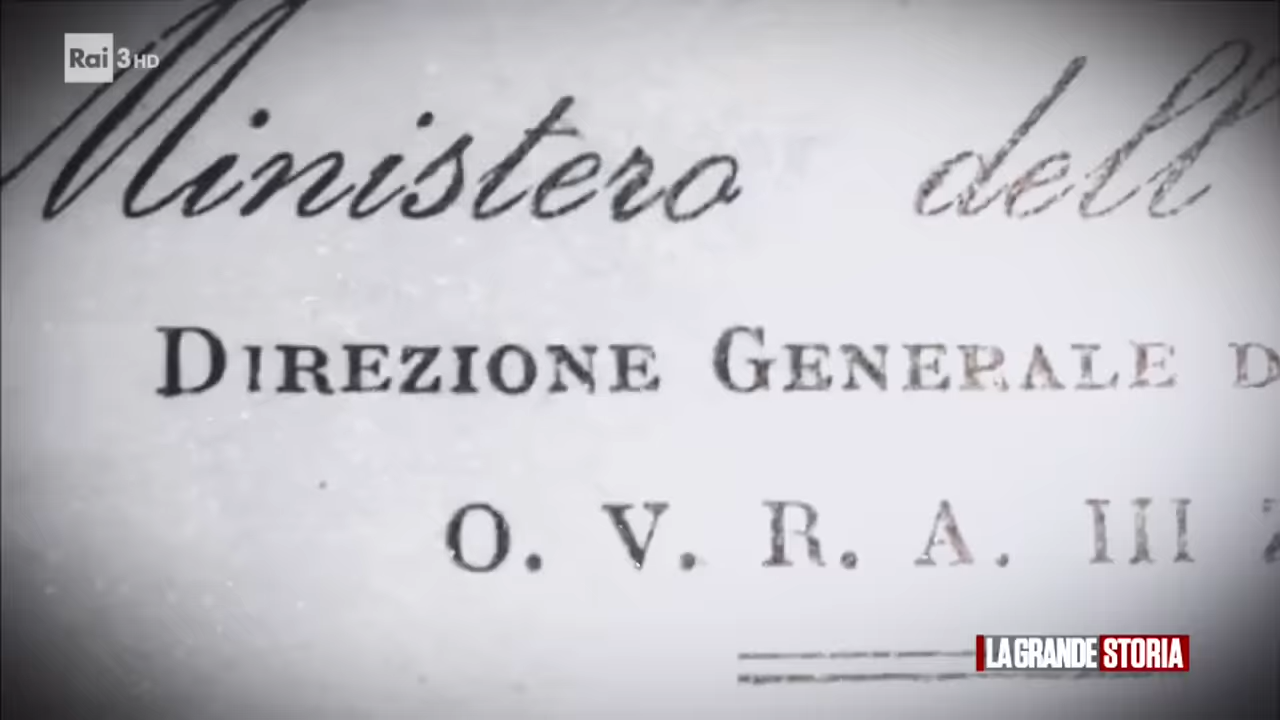 Rai 3 HD
Ministero dell
DIREZIONE GENERALE D
O. V. R. A. III
LA GRANDE STORIA